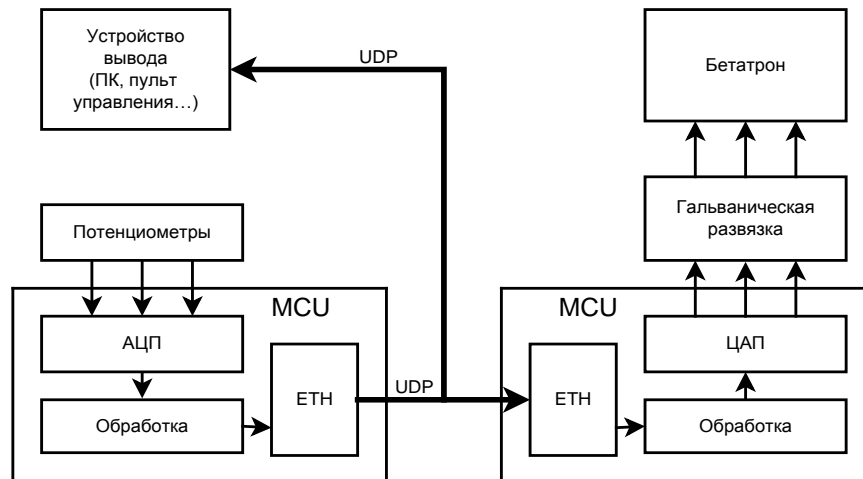 Устройство
вывода
(ПК, пульт
управления…)
UDP
Бетатрон
Потенциометры
Гальваническая
развязка
MCU
MCU
АЦП
ЦАП
ETH
UDP
ETH
Обработка
Обработка